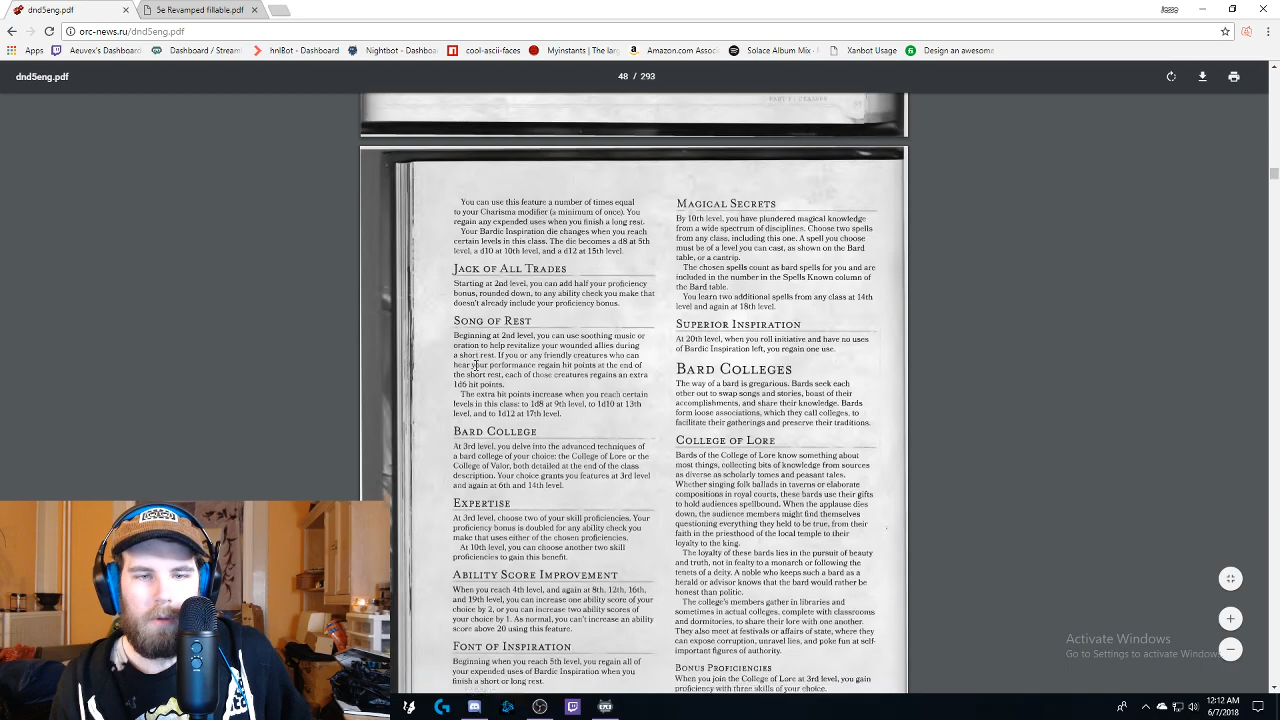 dnd5eng.pdf
5e Revamped fillable.pdf
orc-news.ru/dnd5eng.pdf
Apps
Aeuvex's Dashboard
Dashboard / Stream
hniBot - Dashboard
Nightbot - Dashboard
cool-ascii-faces
Myinstants | The larg
Amazon.com Assoc
Solace Album Mix -
Xanbot Usage
Design an awesome
dnd5eng.pdf
48 / 293
PART 1 | CLASSES
You can use this feature a number of times equal
to your Charisma modifier (a minimum of once). You
regain any expended uses when you finish a long rest.
Your Bardic Inspiration die changes when you reach
certain levels in this class. The die becomes a d8 at 5th
level, a d10 at 10th level, and a d12 at 15th level.
Jack of All Trades
Starting at 2nd level, you can add half your proficiency
bonus, rounded down, to any ability check you make that
doesn't already include your proficiency bonus.
Song of Rest
Beginning at 2nd level, you can use soothing music or
oration to help revitalize your wounded allies during
a short rest. If you or any friendly creatures who can
hear your performance regain hit points at the end of
the short rest, each of those creatures regains an extra
1d6 hit points.
The extra hit points increase when you reach certain
levels in this class: to 1d8 at 9th level, to 1d10 at 13th
level, and to 1d12 at 17th level.
Bard College
At 3rd level, you delve into the advanced techniques of
a bard college of your choice: the College of Lore or the
College of Valor, both detailed at the end of the class
description. Your choice grants you features at 3rd level
and again at 6th and 14th level.
Expertise
At 3rd level, choose two of your skill proficiencies. Your
proficiency bonus is doubled for any ability check you
make that uses either of the chosen proficiencies.
At 10th level, you can choose another two skill
proficiencies to gain this benefit.
Ability Score Improvement
When you reach 4th level, and again at 8th, 12th, 16th,
and 19th level, you can increase one ability score of your
choice by 2, or you can increase two ability scores of
your choice by 1. As normal, you can't increase an ability
score above 20 using this feature.
Font of Inspiration
Beginning when you reach 5th level, you regain all of
your expended uses of Bardic Inspiration when you
finish a short or long rest.
Magical Secrets
By 10th level, you have plundered magical knowledge
from a wide spectrum of disciplines. Choose two spells
from any class, including this one. A spell you choose
must be of a level you can cast, as shown on the Bard
table, or a cantrip.
The chosen spells count as bard spells for you and are
included in the number in the Spells Known column of
the Bard table.
You learn two additional spells from any class at 14th
level and again at 18th level.
Superior Inspiration
At 20th level, when you roll initiative and have no uses
of Bardic Inspiration left, you regain one use.
Bard Colleges
The way of a bard is gregarious. Bards seek each
other out to swap songs and stories, boast of their
accomplishments, and share their knowledge. Bards
form loose associations, which they call colleges, to
facilitate their gatherings and preserve their traditions.
College of Lore
Bards of the College of Lore know something about
most things, collecting bits of knowledge from sources
as diverse as scholarly tomes and peasant tales.
Whether singing folk ballads in taverns or elaborate
compositions in royal courts, these bards use their gifts
to hold audiences spellbound. When the applause dies
down, the audience members might find themselves
questioning everything they held to be true, from their
faith in the priesthood of the local temple to their
loyalty to the king.
The loyalty of these bards lies in the pursuit of beauty
and truth, not in fealty to a monarch or following the
tenets of a deity. A noble who keeps such a bard as a
herald or advisor knows that the bard would rather be
honest than politic.
The college's members gather in libraries and
sometimes in actual colleges, complete with classrooms
and dormitories, to share their lore with one another.
They also meet at festivals or affairs of state, where they
can expose corruption, unravel lies, and poke fun at self-
important figures of authority.
Bonus Proficiencies
When you join the College of Lore at 3rd level, you gain
proficiency with three skills of your choice.
Activate Windows
Go to Settings to activate Window
12:12 AM
6/7/2018